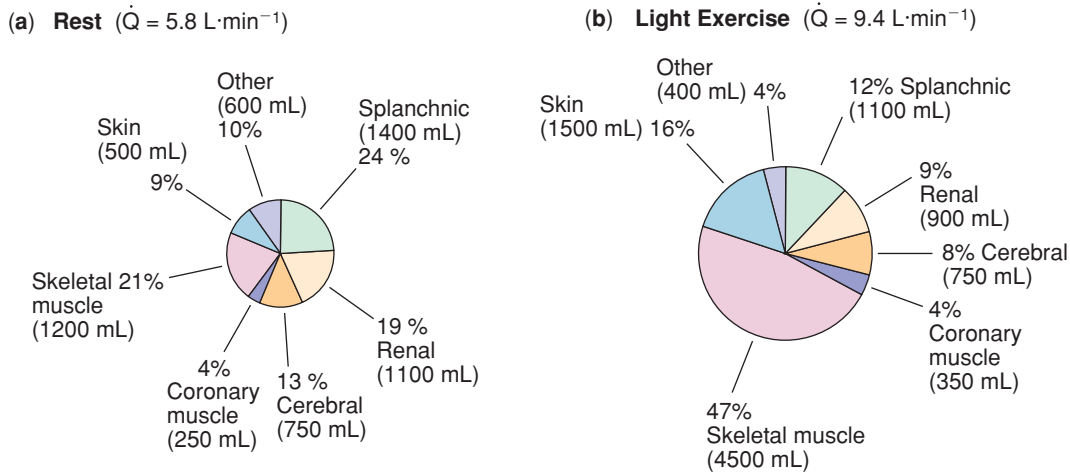 (a) Rest (Q̇ = 5.8 L·min⁻¹)
Other
(600 mL)
10%
Splanchnic
(1400 mL)
24 %
Skin
(500 mL)
9%
Skeletal 21%
muscle
(1200 mL)
4%
Coronary
muscle
(250 mL)
13 %
Cerebral
(750 mL)
19 %
Renal
(1100 mL)
(b) Light Exercise (Q̇ = 9.4 L·min⁻¹)
Other
(400 mL) 4%
12% Splanchnic
(1100 mL)
Skin
(1500 mL) 16%
9%
Renal
(900 mL)
8% Cerebral
(750 mL)
4%
Coronary
muscle
(350 mL)
47%
Skeletal muscle
(4500 mL)